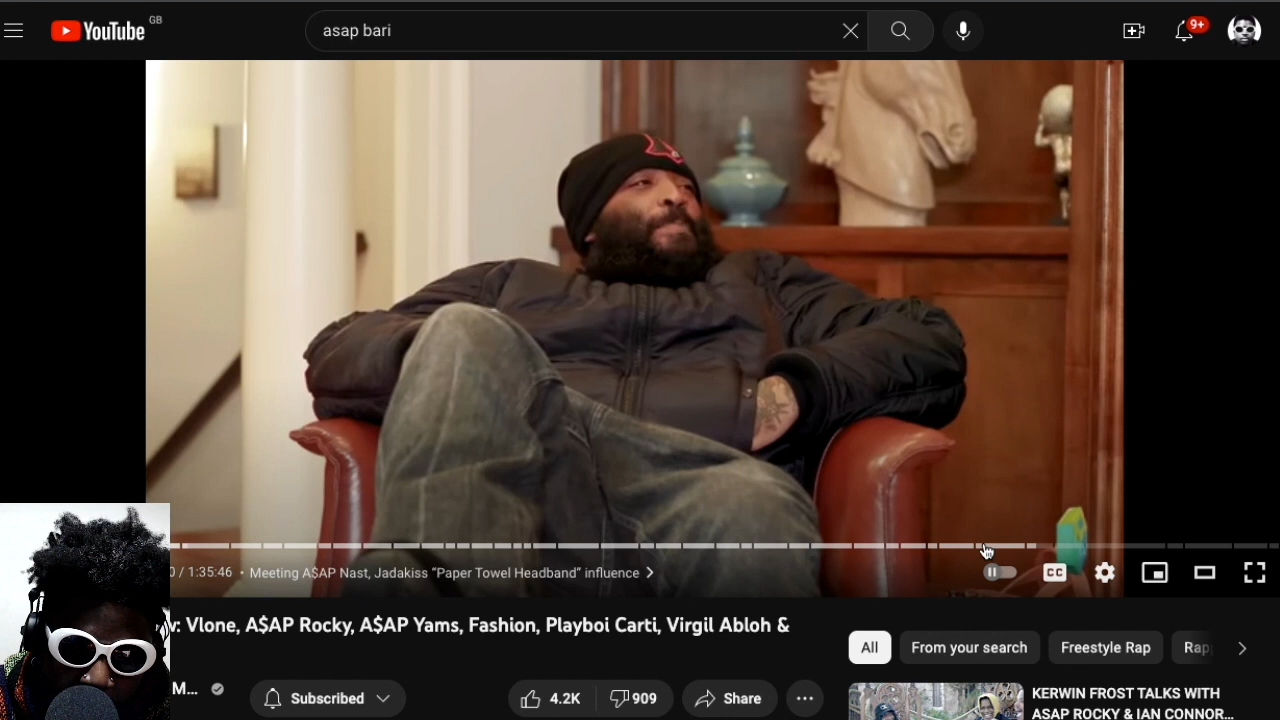 YouTube GB
asap bari
9+
0 / 1:35:46 • Meeting A$AP Nast, Jadakiss “Paper Towel Headband” influence
CC
v: Vlone, A$AP Rocky, A$AP Yams, Fashion, Playboi Carti, Virgil Abloh &
All
From your search
Freestyle Rap
Rap
M...
Subscribed
4.2K
909
Share
KERWIN FROST TALKS WITH
ASAP ROCKY & IAN CONNOR...